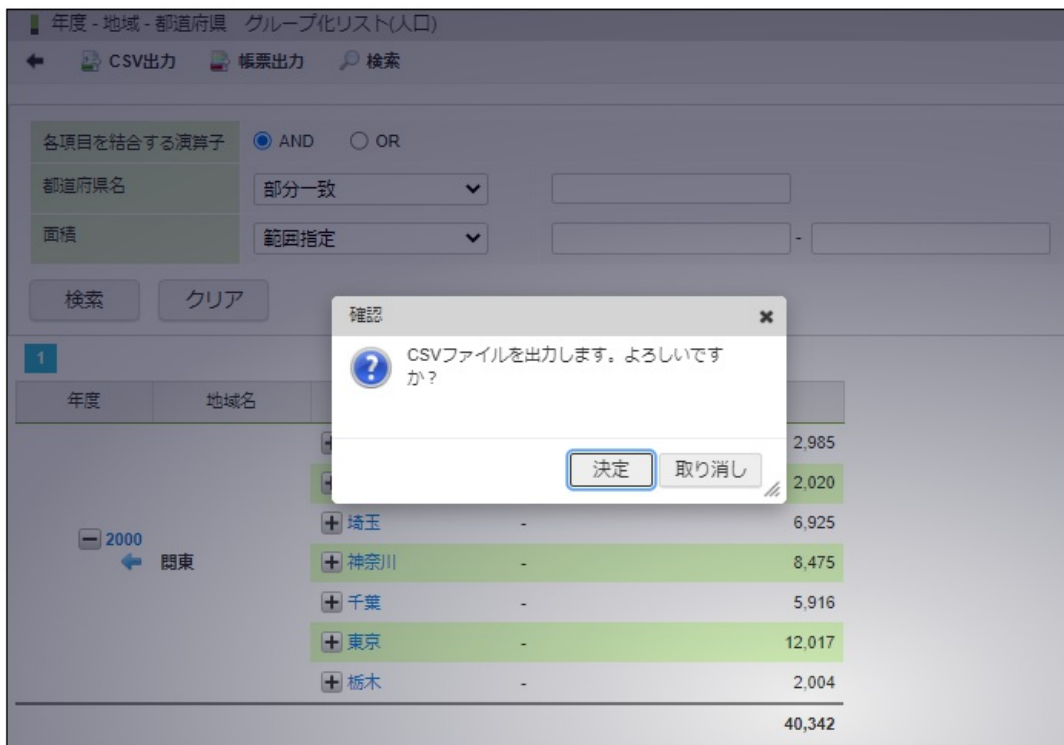 年度 - 地域 - 都道府県　グループ化リスト(人口)
CSV出力　帳票出力　検索
各項目を結合する演算子　AND　OR
都道府県名　部分一致
面積　範囲指定　-
検索　クリア
確認
CSVファイルを出力します。よろしいです
か？
決定　取り消し
1
年度　地域名
2,985
2,020
埼玉　-　6,925
2000
関東　神奈川　-　8,475
千葉　-　5,916
東京　-　12,017
栃木　-　2,004
40,342